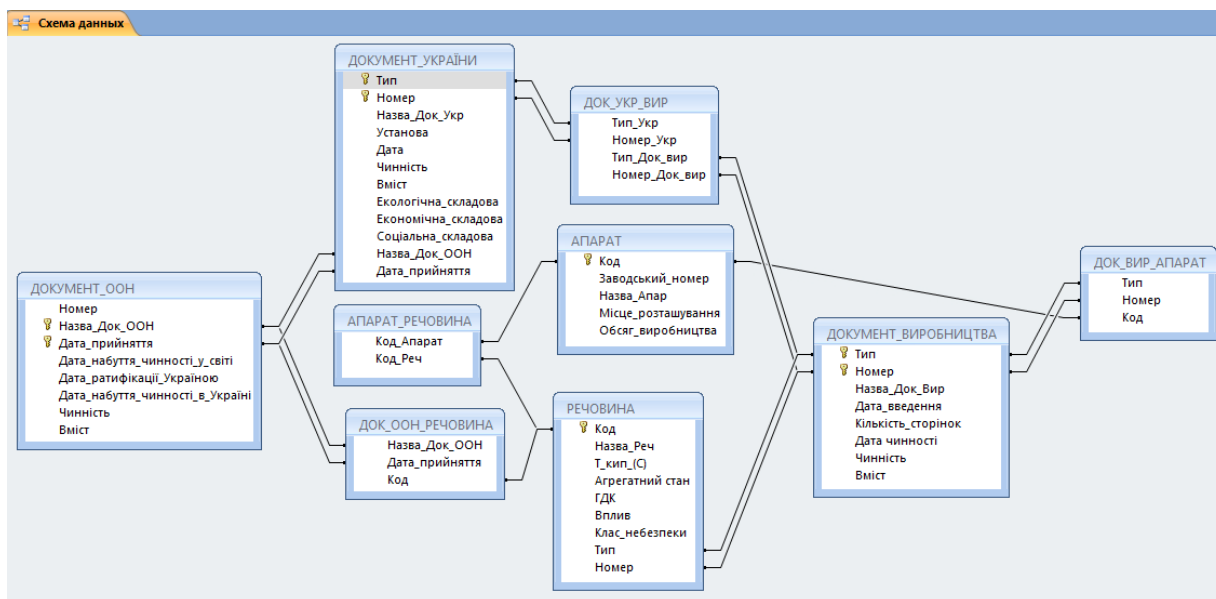 Схема данных
ДОКУМЕНТ_УКРАЇНИ
Тип
Номер
Назва_Док_Укр
Установа
Дата
Чинність
Вміст
Екологічна_складова
Економічна_складова
Соціальна_складова
Назва_Док_ООН
Дата_прийняття
ДОК_УКР_ВИР
Тип_Укр
Номер_Укр
Тип_Док_вир
Номер_Док_вир
АПАРАТ
Код
Заводський_номер
Назва_Апар
Місце_розташування
Обсяг_виробництва
ДОК_ВИР_АПАРАТ
Тип
Номер
Код
ДОКУМЕНТ_ООН
Номер
Назва_Док_ООН
Дата_прийняття
Дата_набуття_чинності_у_світі
Дата_ратифікації_Україною
Дата_набуття_чинності_в_Україні
Чинність
Вміст
АПАРАТ_РЕЧОВИНА
Код_Апарат
Код_Реч
ДОКУМЕНТ_ВИРОБНИЦТВА
Тип
Номер
Назва_Док_Вир
Дата_введення
Кількість_сторінок
Дата чинності
Чинність
Вміст
ДОК_ООН_РЕЧОВИНА
Назва_Док_ООН
Дата_прийняття
Код
РЕЧОВИНА
Код
Назва_Реч
Т_кип_(С)
Агрегатний стан
ГДК
Вплив
Клас_небезпеки
Тип
Номер